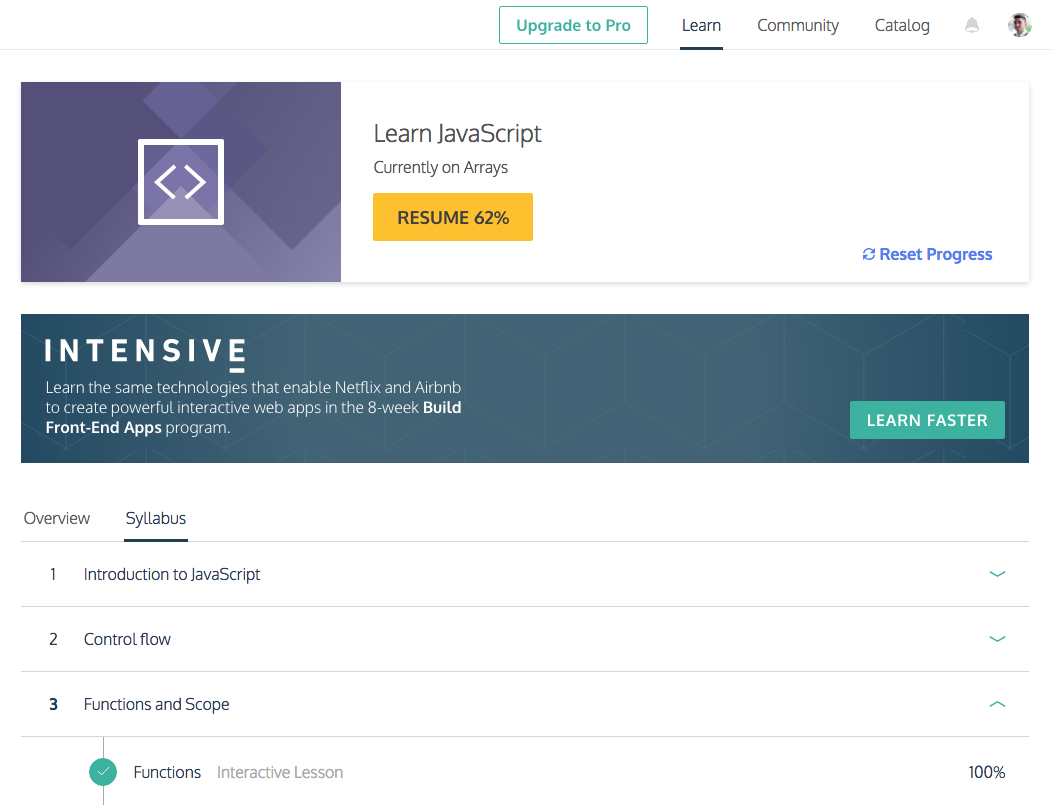 Upgrade to Pro
Learn
Community
Catalog
Learn JavaScript
Currently on Arrays
RESUME 62%
Reset Progress
INTENSIVE
Learn the same technologies that enable Netflix and Airbnb
to create powerful interactive web apps in the 8-week Build
Front-End Apps program.
LEARN FASTER
Overview
Syllabus
1 Introduction to JavaScript
2 Control flow
3 Functions and Scope
Functions Interactive Lesson 100%